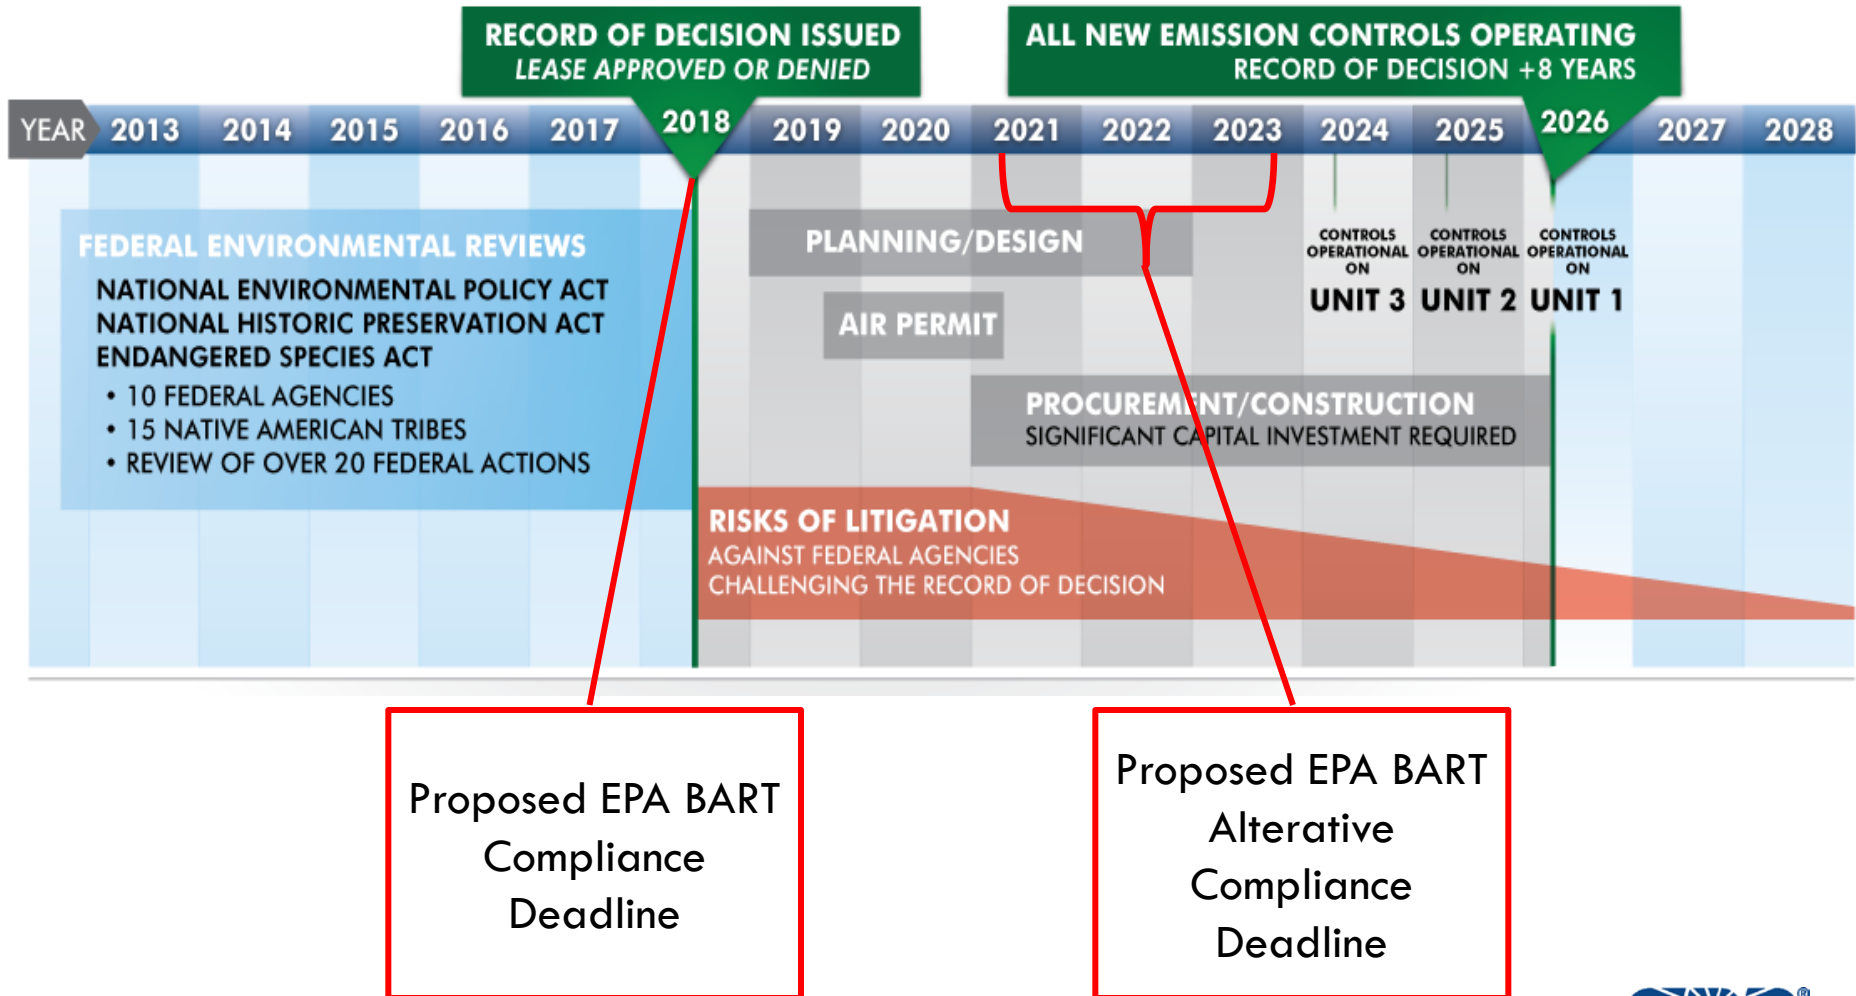 RECORD OF DECISION ISSUED
LEASE APPROVED OR DENIED
ALL NEW EMISSION CONTROLS OPERATING
RECORD OF DECISION +8 YEARS
YEAR 2013 2014 2015 2016 2017 2018 2019 2020 2021 2022 2023 2024 2025 2026 2027 2028
FEDERAL ENVIRONMENTAL REVIEWS
NATIONAL ENVIRONMENTAL POLICY ACT
NATIONAL HISTORIC PRESERVATION ACT
ENDANGERED SPECIES ACT
• 10 FEDERAL AGENCIES
• 15 NATIVE AMERICAN TRIBES
• REVIEW OF OVER 20 FEDERAL ACTIONS
PLANNING/DESIGN
AIR PERMIT
CONTROLS
OPERATIONAL
ON
UNIT 3
CONTROLS
OPERATIONAL
ON
UNIT 2
CONTROLS
OPERATIONAL
ON
UNIT 1
PROCUREMENT/CONSTRUCTION
SIGNIFICANT CAPITAL INVESTMENT REQUIRED
RISKS OF LITIGATION
AGAINST FEDERAL AGENCIES
CHALLENGING THE RECORD OF DECISION
Proposed EPA BART
Compliance
Deadline
Proposed EPA BART
Alterative
Compliance
Deadline
®